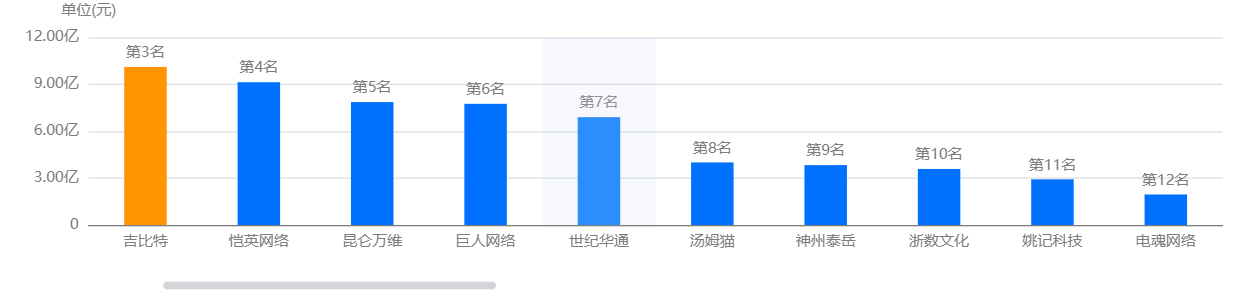 单位(元)
12.00亿
9.00亿
6.00亿
3.00亿
0
第3名
第4名
第5名
第6名
第7名
第8名
第9名
第10名
第11名
第12名
吉比特
恺英网络
昆仑万维
巨人网络
世纪华通
汤姆猫
神州泰岳
浙数文化
姚记科技
电魂网络